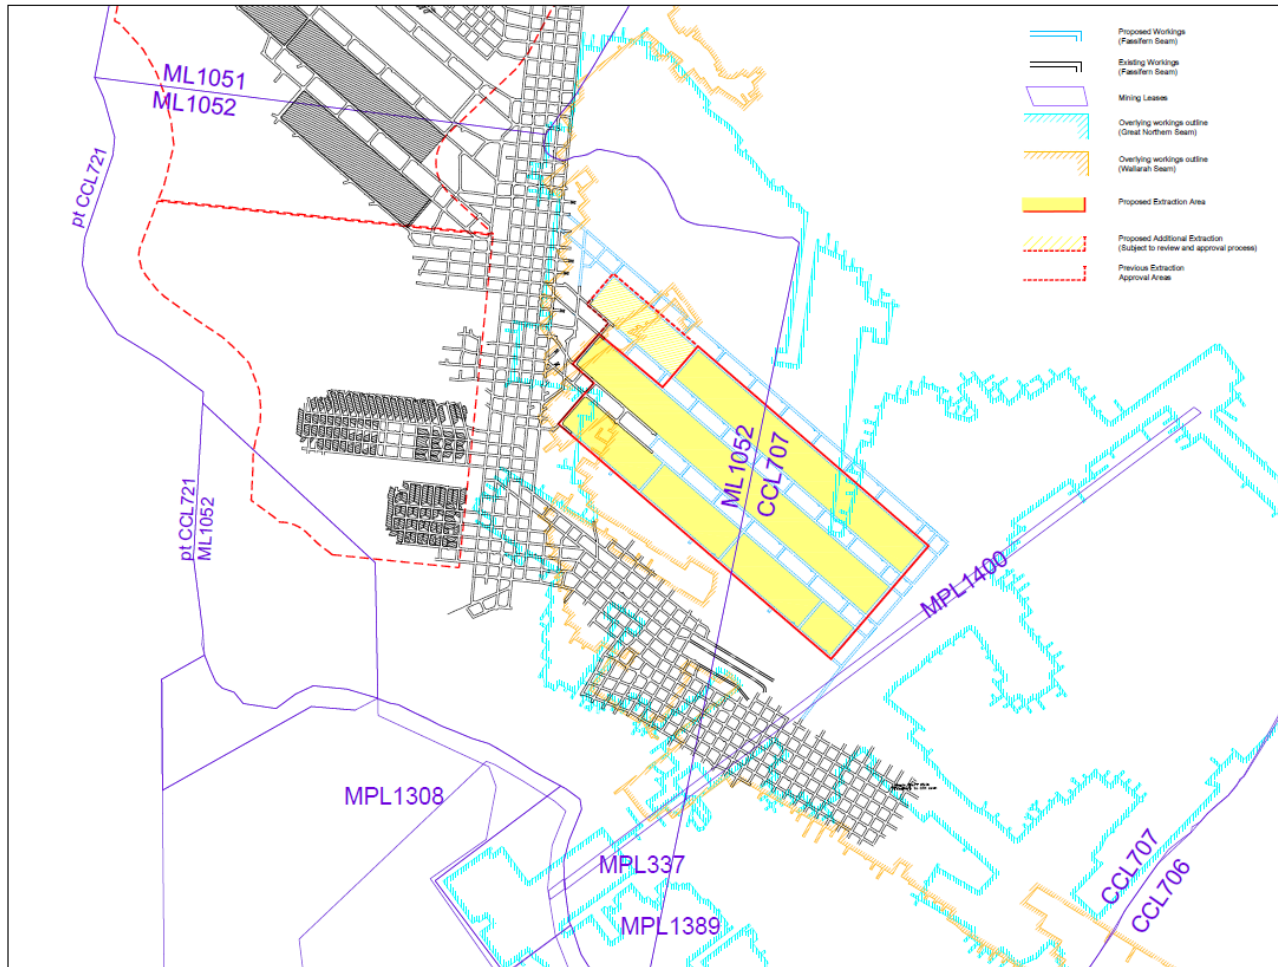 Proposed Workings
(Fassifern Seam)
Existing Workings
(Fassifern Seam)
Mining Leases
Overlying workings outline
(Great Northern Seam)
Overlying workings outline
(Wallarah Seam)
Proposed Extraction Area
Proposed Additional Extraction
(Subject to review and approval process)
Previous Extraction
Approval Areas
ML1051
ML1052
pt CCL721
ML1052
CCL707
pt CCL721
ML1052
MPL1400
MPL1308
MPL337
MPL1389
CCL707
CCL706